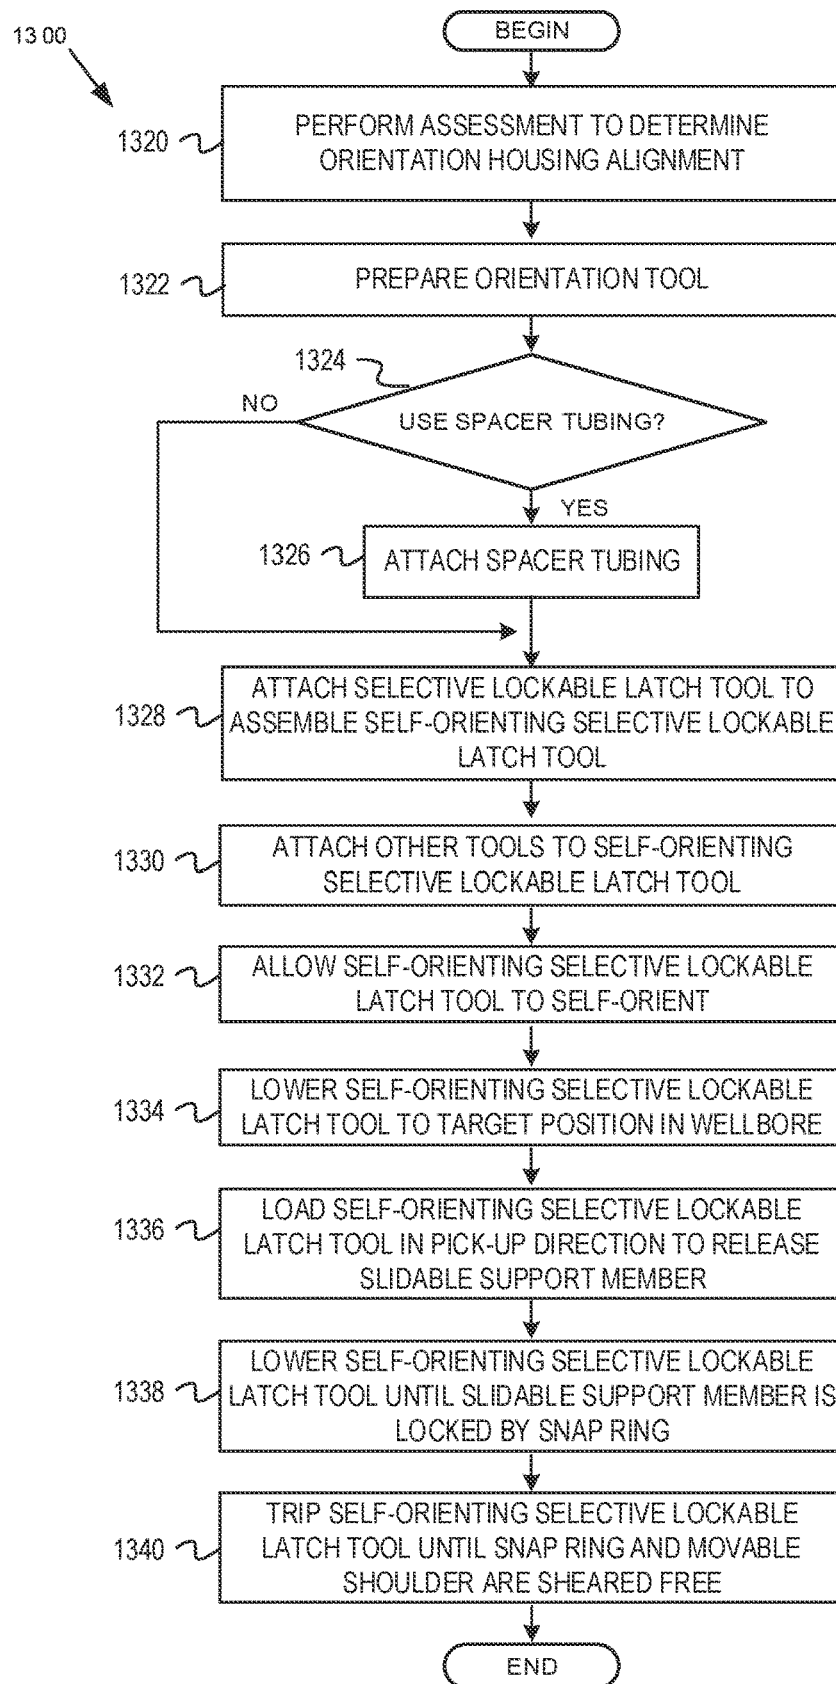 1300
BEGIN
1320
PERFORM ASSESSMENT TO DETERMINE
ORIENTATION HOUSING ALIGNMENT
1322
PREPARE ORIENTATION TOOL
1324
NO
USE SPACER TUBING?
YES
1326
ATTACH SPACER TUBING
1328
ATTACH SELECTIVE LOCKABLE LATCH TOOL TO
ASSEMBLE SELF-ORIENTING SELECTIVE LOCKABLE
LATCH TOOL
1330
ATTACH OTHER TOOLS TO SELF-ORIENTING
SELECTIVE LOCKABLE LATCH TOOL
1332
ALLOW SELF-ORIENTING SELECTIVE LOCKABLE
LATCH TOOL TO SELF-ORIENT
1334
LOWER SELF-ORIENTING SELECTIVE LOCKABLE
LATCH TOOL TO TARGET POSITION IN WELLBORE
1336
LOAD SELF-ORIENTING SELECTIVE LOCKABLE
LATCH TOOL IN PICK-UP DIRECTION TO RELEASE
SLIDABLE SUPPORT MEMBER
1338
LOWER SELF-ORIENTING SELECTIVE LOCKABLE
LATCH TOOL UNTIL SLIDABLE SUPPORT MEMBER IS
LOCKED BY SNAP RING
1340
TRIP SELF-ORIENTING SELECTIVE LOCKABLE
LATCH TOOL UNTIL SNAP RING AND MOVABLE
SHOULDER ARE SHEARED FREE
END